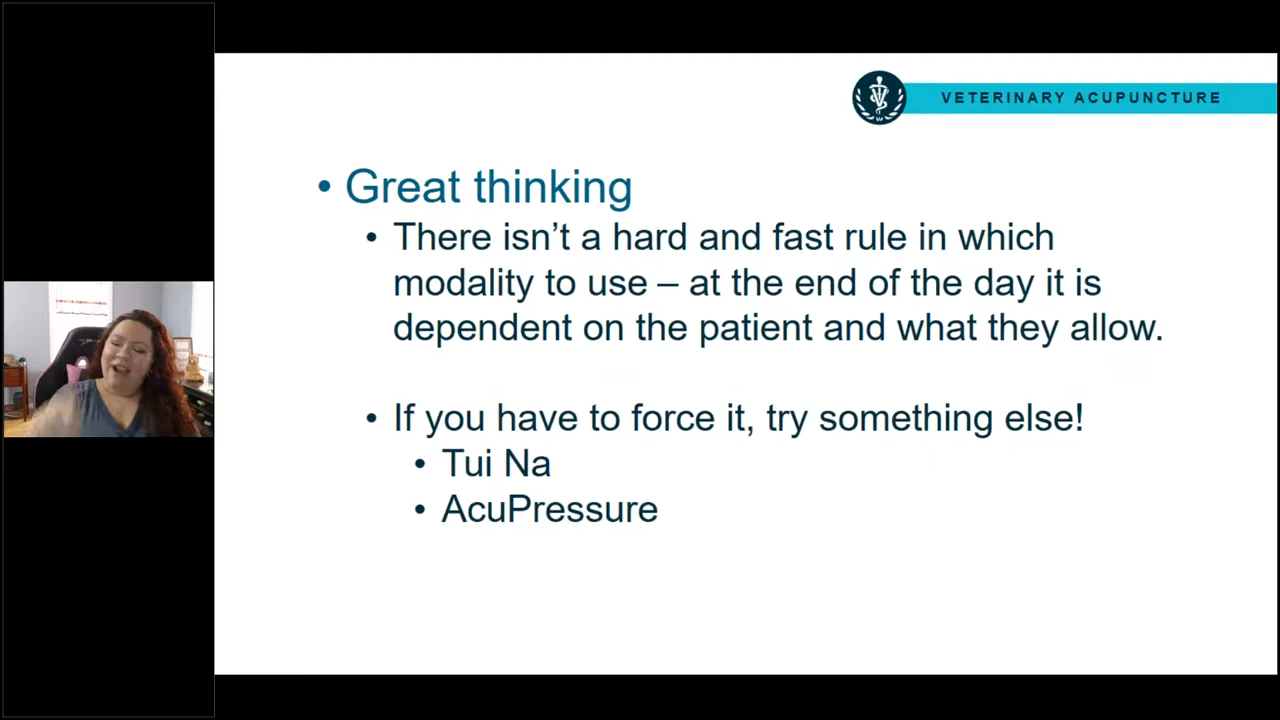 VETERINARY ACUPUNCTURE
• Great thinking
• There isn’t a hard and fast rule in which
modality to use – at the end of the day it is
dependent on the patient and what they allow.
• If you have to force it, try something else!
• Tui Na
• AcuPressure